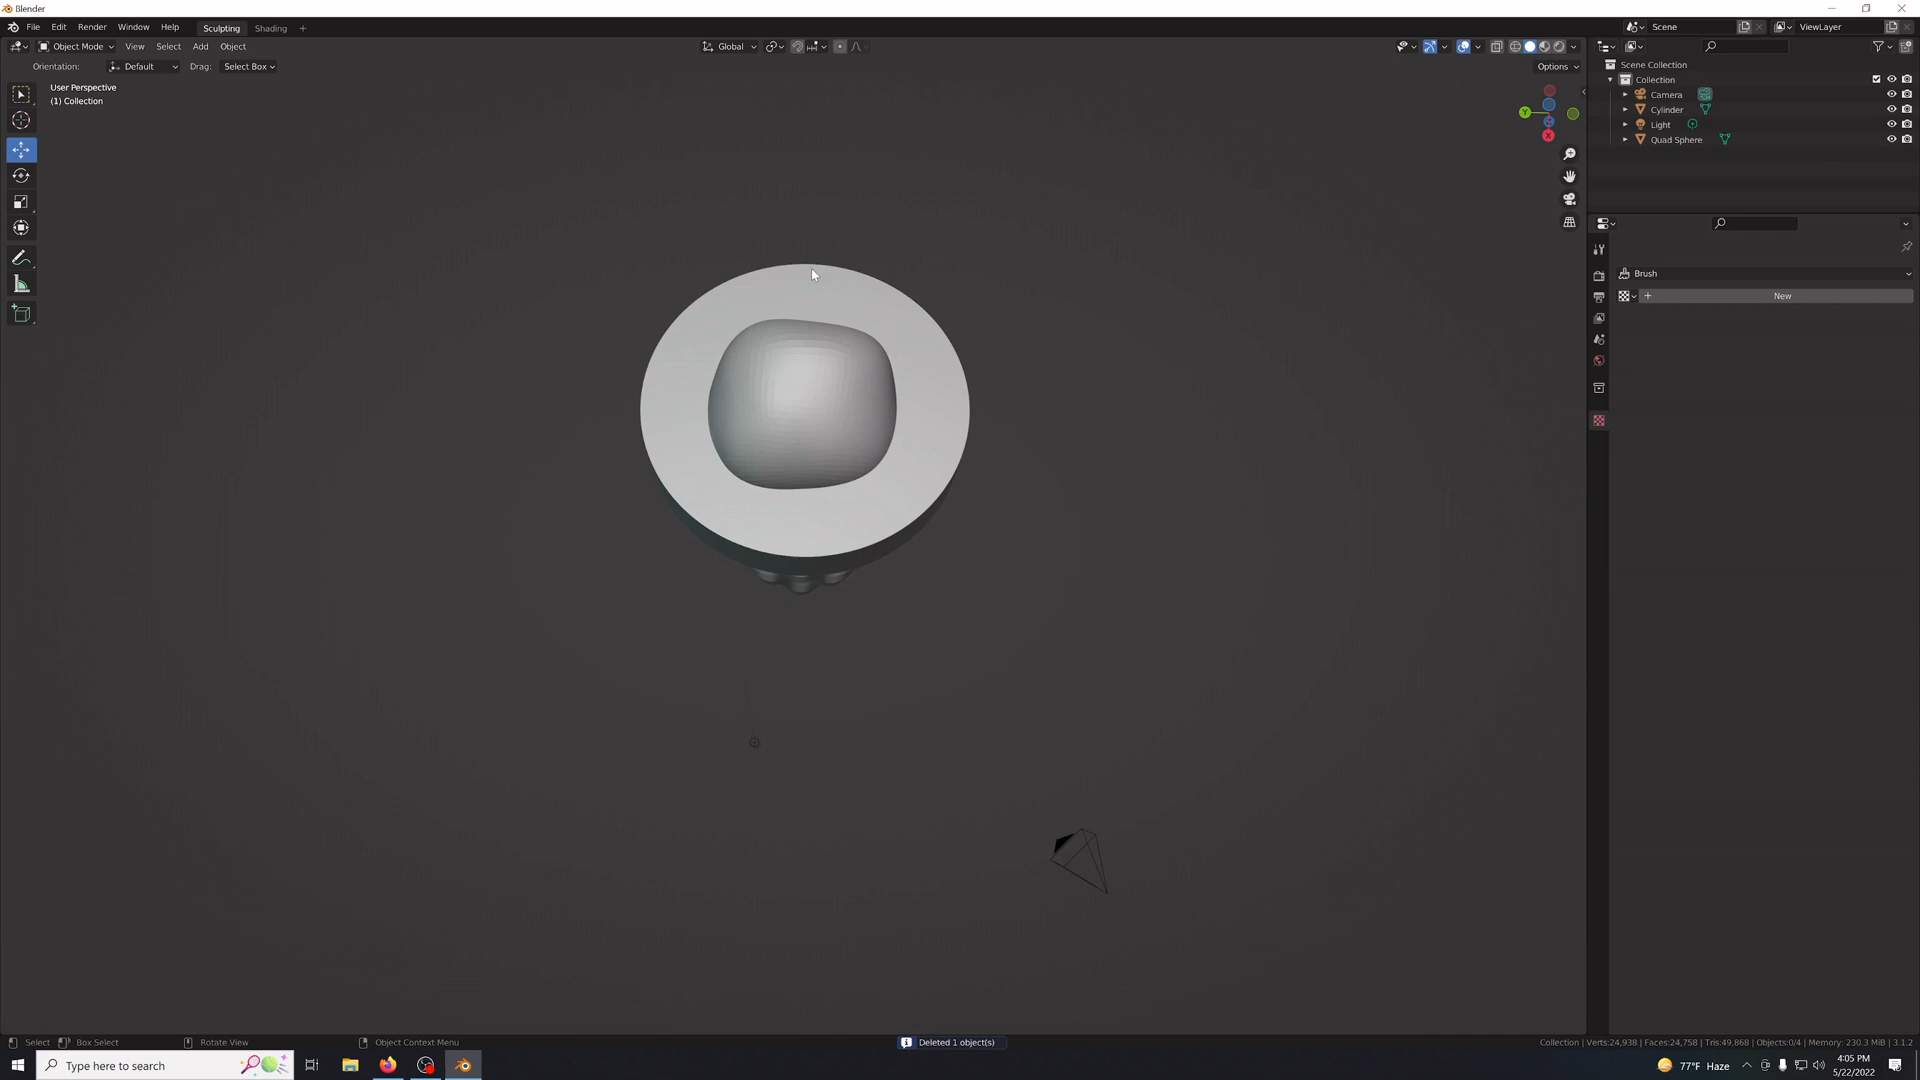 Blender
File Edit Render Window Help Sculpting Shading + Scene ViewLayer
Object Mode View Select Add Object Global
Orientation: Default Drag: Select Box Options
User Perspective
(1) Collection
Scene Collection
Collection
Camera
Cylinder
Light
Quad Sphere
Y
Z
X
Brush
+ New
Select Box Select Rotate View Object Context Menu Deleted 1 object(s) Collection | Verts:24,938 | Faces:24,758 | Tris:49,868 | Objects:0/4 | Memory: 230.3 MiB | 3.1.2
Type here to search 77°F Haze 4:05 PM
5/22/2022